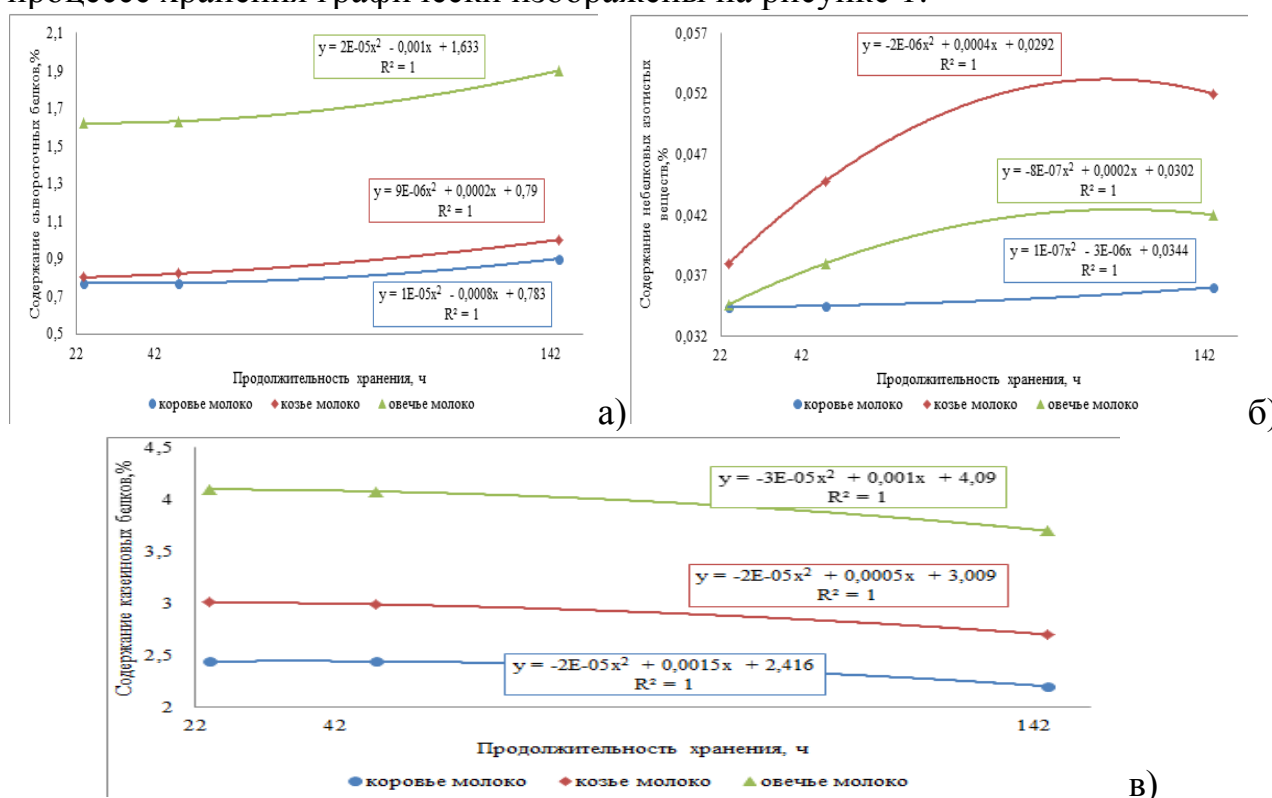 процессе хранения графически изображены на рисунке 1.
Содержание сывороточных белков,%
2,1
1,9
1,7
1,5
1,3
1,1
0,9
0,7
0,5
y = 2E-05x² - 0,001x + 1,633
R² = 1
y = 9E-06x² + 0,0002x + 0,79
R² = 1
y = 1E-05x² - 0,0008x + 0,783
R² = 1
22 42 142
Продолжительность хранения, ч
коровье молоко козье молоко овечье молоко
а)
Содержание небелковых азотистых
веществ,%
0,057
0,052
0,047
0,042
0,037
0,032
y = -2E-06x² + 0,0004x + 0,0292
R² = 1
y = -8E-07x² + 0,0002x + 0,0302
R² = 1
y = 1E-07x² - 3E-06x + 0,0344
R² = 1
22 42 142
Продолжительность хранения, ч
коровье молоко козье молоко овечье молоко
б)
Содержание казеиновых белков,%
4,5
4
3,5
3
2,5
2
y = -3E-05x² + 0,001x + 4,09
R² = 1
y = -2E-05x² + 0,0005x + 3,009
R² = 1
y = -2E-05x² + 0,0015x + 2,416
R² = 1
22 42 142
Продолжительность хранения, ч
коровье молоко козье молоко овечье молоко
в)